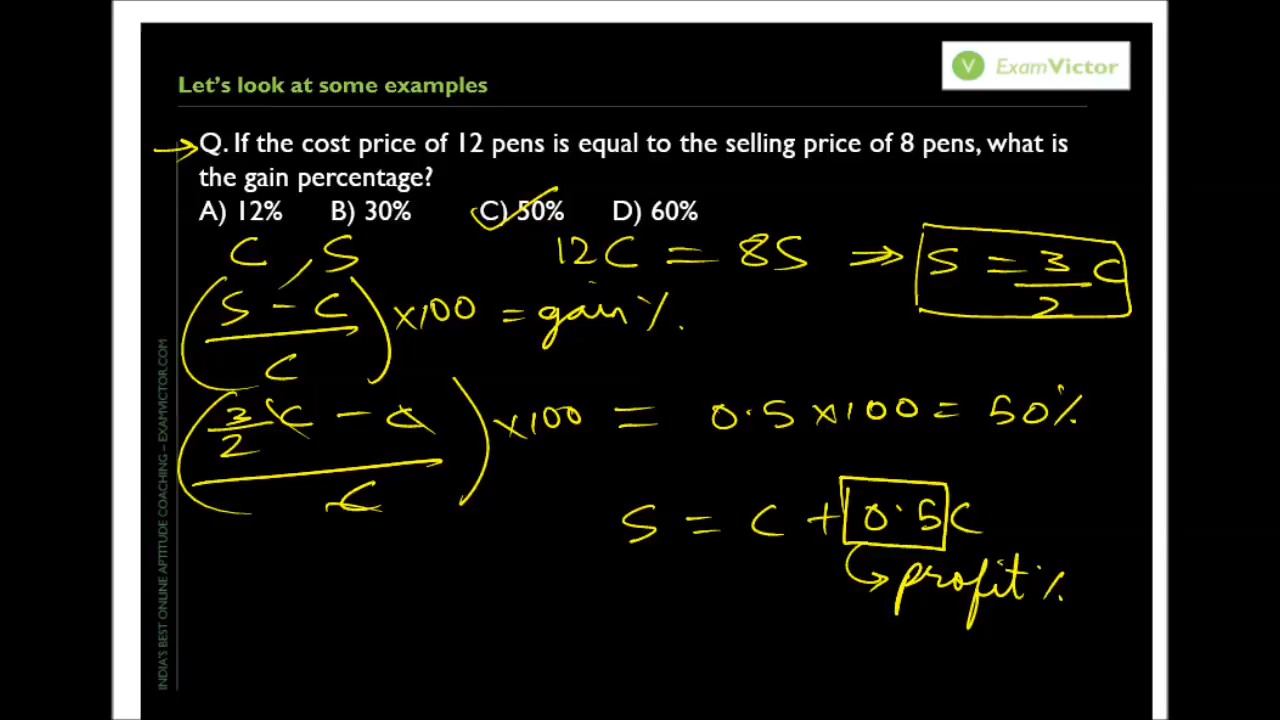 V ExamVictor
Let's look at some examples
Q. If the cost price of 12 pens is equal to the selling price of 8 pens, what is
the gain percentage?
A) 12% B) 30% C) 50% D) 60%
C , S 12C = 8S ⇒ S = 3/2 C
(S - C / C) ×100 = gain %.
(3/2 C - C / C) ×100 = 0.5 ×100 = 50%
S = C + 0.5C
profit %
INDIA'S BEST ONLINE APTITUDE COACHING – EXAMVICTOR.COM